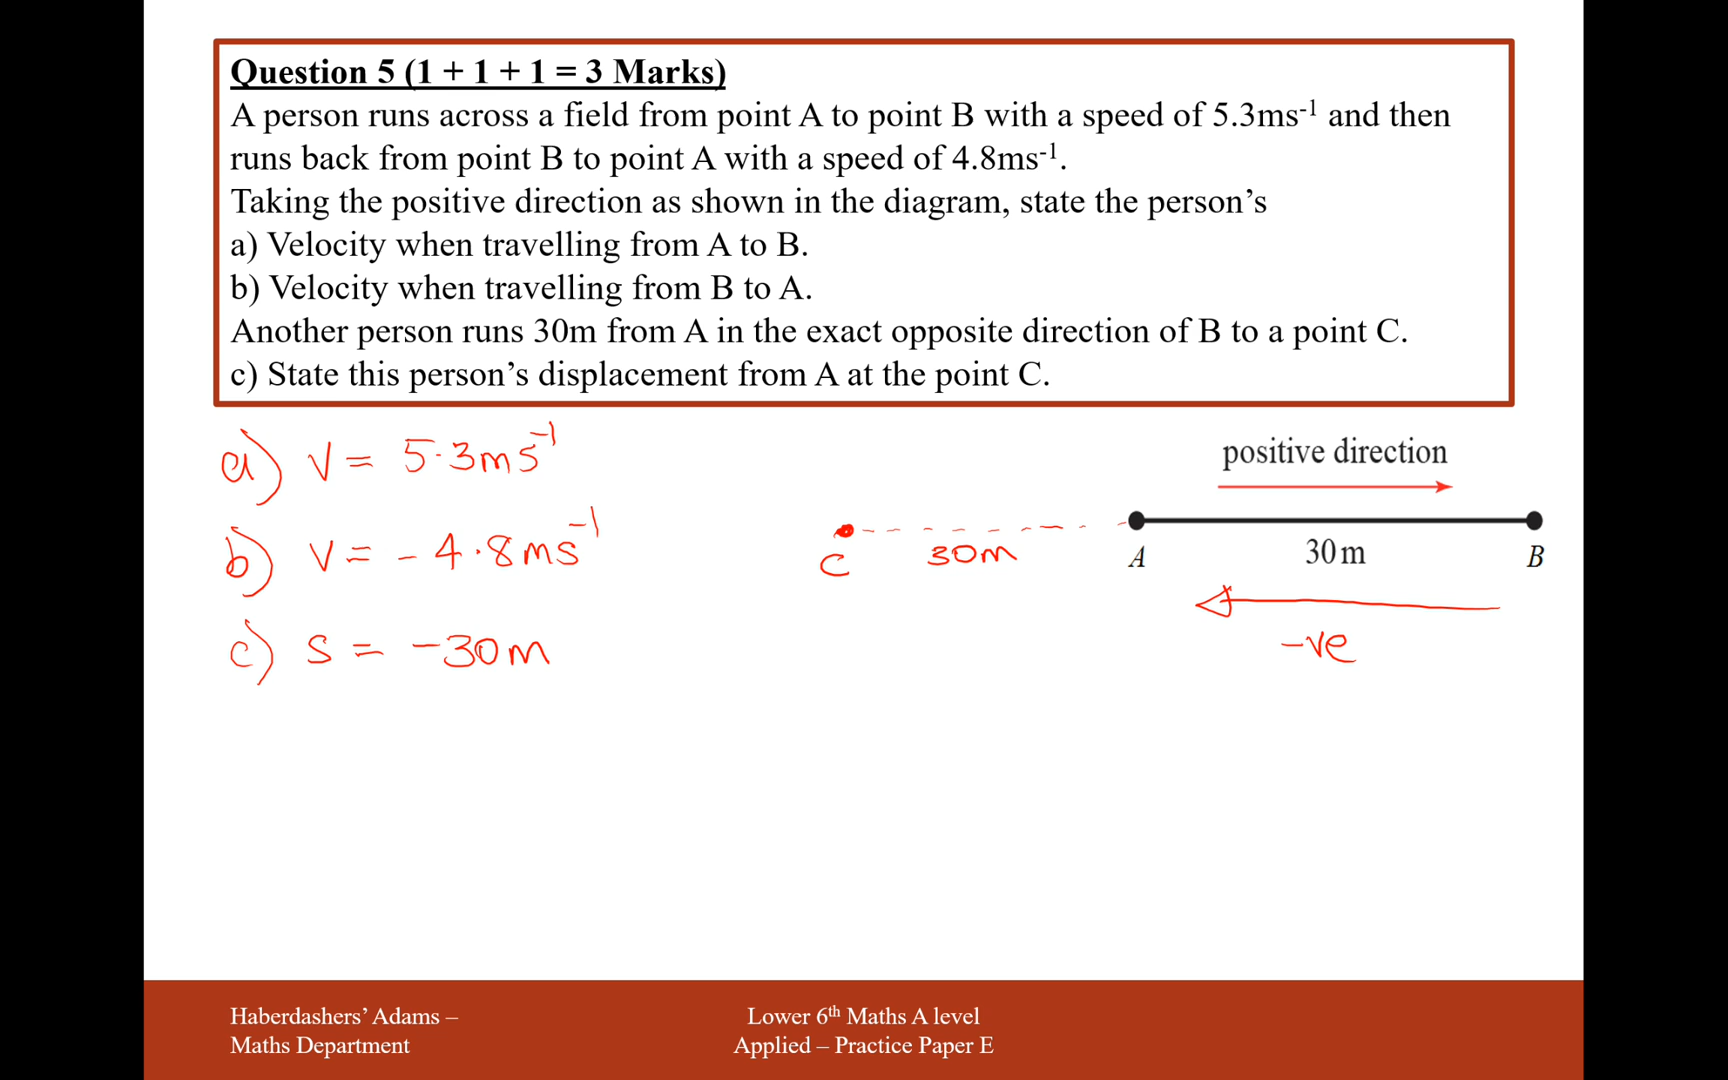 Question 5 (1 + 1 + 1 = 3 Marks)
A person runs across a field from point A to point B with a speed of 5.3ms⁻¹ and then
runs back from point B to point A with a speed of 4.8ms⁻¹.
Taking the positive direction as shown in the diagram, state the person’s
a) Velocity when travelling from A to B.
b) Velocity when travelling from B to A.
Another person runs 30m from A in the exact opposite direction of B to a point C.
c) State this person’s displacement from A at the point C.
a) v = 5.3ms⁻¹
b) v = -4.8ms⁻¹
c) s = -30m
positive direction
C 30m A 30 m B
-ve
Haberdashers’ Adams –
Maths Department
Lower 6th Maths A level
Applied – Practice Paper E